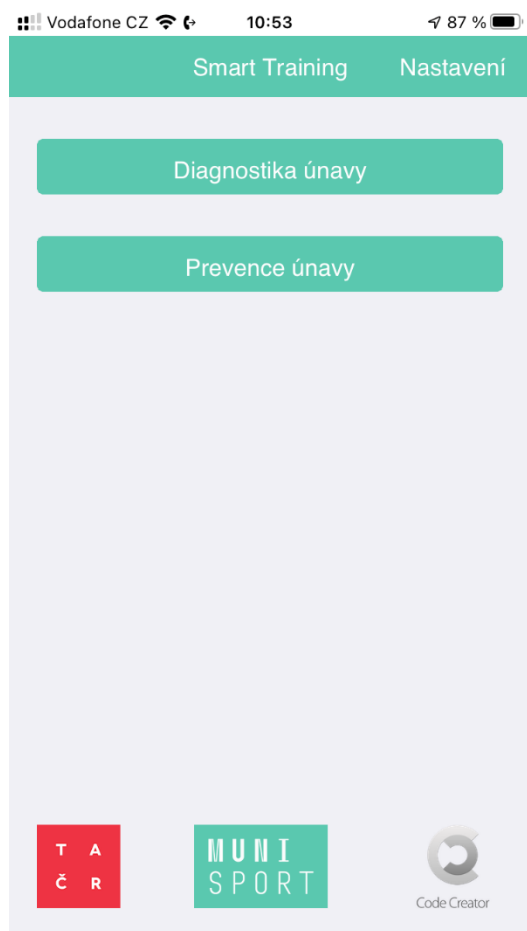 Vodafone CZ 10:53 87 %
Smart Training Nastavení
Diagnostika únavy
Prevence únavy
T A
Č R
MUNI
SPORT
Code Creator